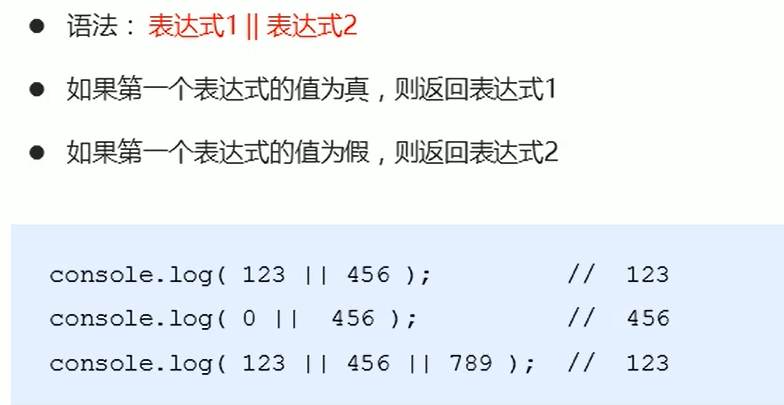 ● 语法： 表达式1 || 表达式2
● 如果第一个表达式的值为真，则返回表达式1
● 如果第一个表达式的值为假，则返回表达式2
console.log( 123 || 456 ); // 123
console.log( 0 || 456 ); // 456
console.log( 123 || 456 || 789 ); // 123